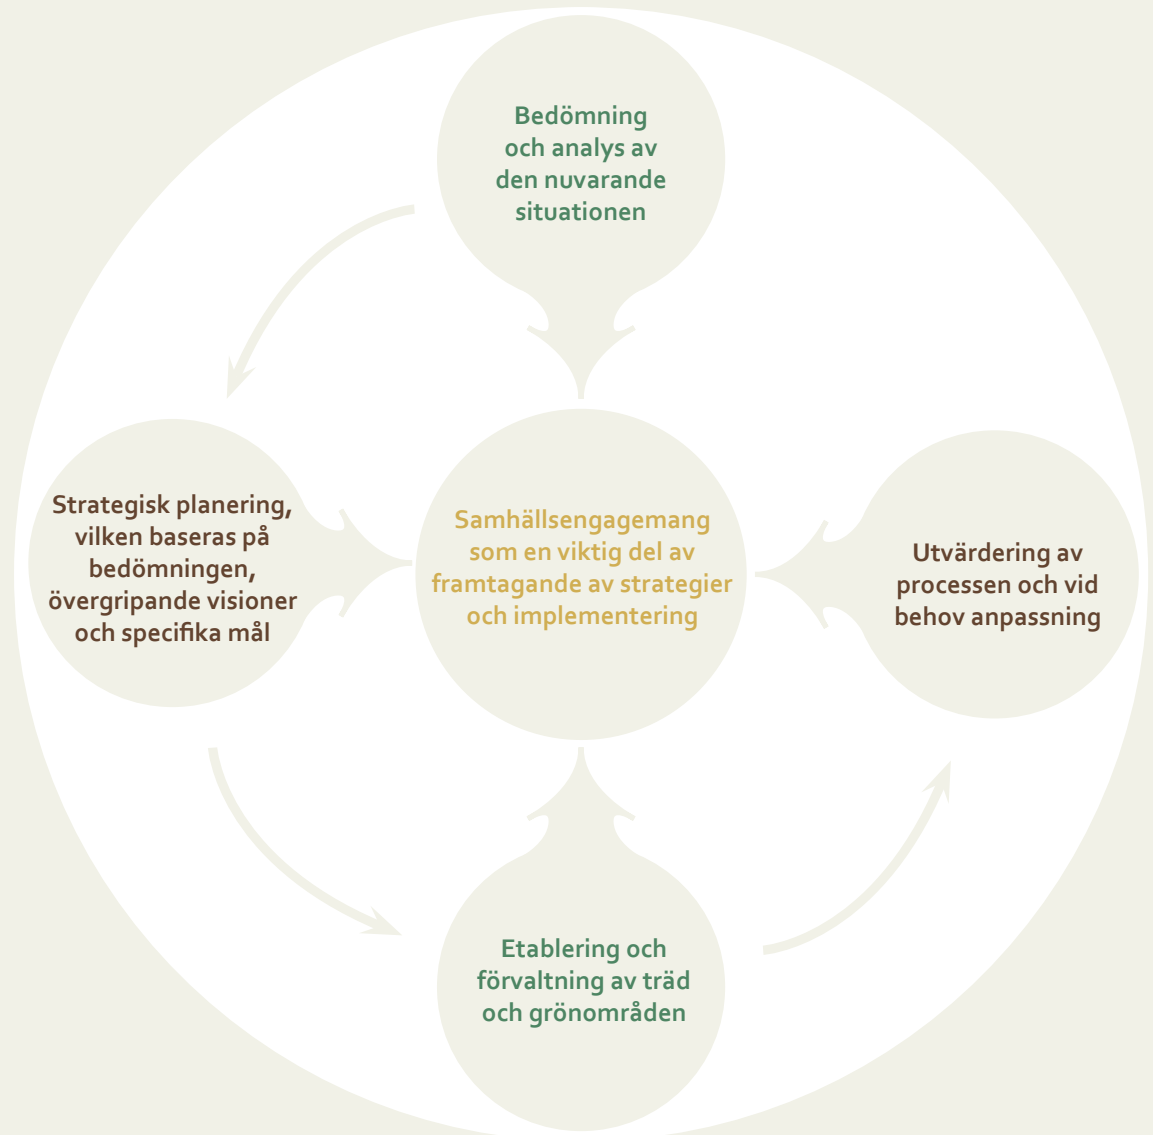 Bedömning
och analys av
den nuvarande
situationen
Strategisk planering,
vilken baseras på
bedömningen,
övergripande visioner
och specifika mål
Samhällsengagemang
som en viktig del av
framtagande av strategier
och implementering
Utvärdering av
processen och vid
behov anpassning
Etablering och
förvaltning av träd
och grönområden